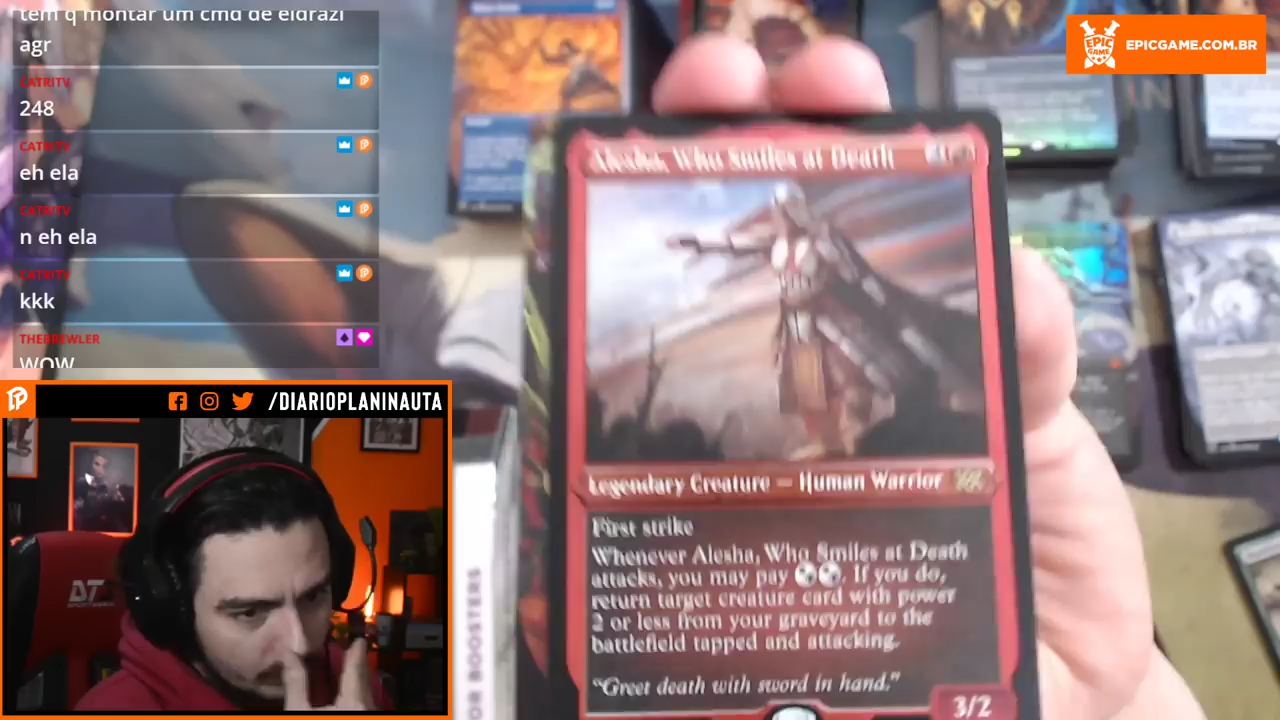 tem q montar um cmd de eldrazi
agr
CATRITV
248
CATRITV
eh ela
CATRITV
n eh ela
CATRITV
kkk
THEBREWLER
WOW
/DIARIOPLANINAUTA
EPICGAME.COM.BR
Alesha, Who Smiles at Death
Legendary Creature — Human Warrior
First strike
Whenever Alesha, Who Smiles at Death
attacks, you may pay . If you do,
return target creature card with power
2 or less from your graveyard to the
battlefield tapped and attacking.
"Greet death with sword in hand."
3/2
OR BOOSTERS